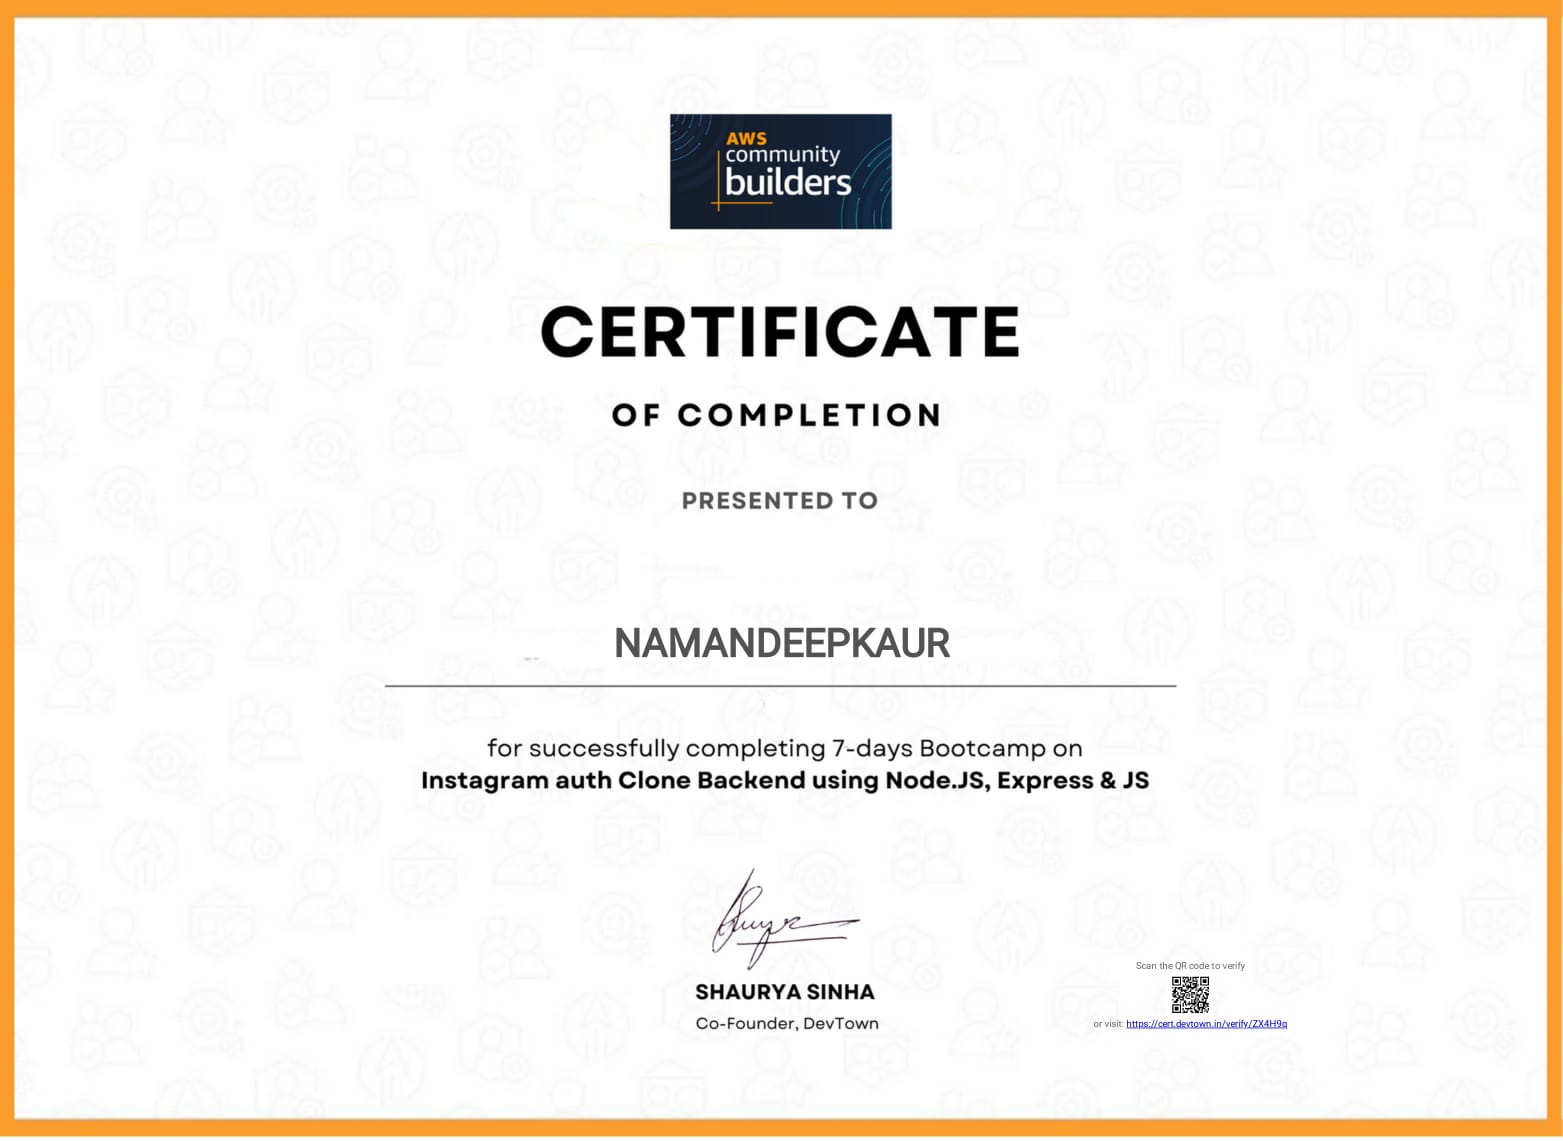 AWS
community
builders
CERTIFICATE
OF COMPLETION
PRESENTED TO
NAMANDEEPKAUR
for successfully completing 7-days Bootcamp on
Instagram auth Clone Backend using Node.JS, Express & JS
SHAURYA SINHA
Co-Founder, DevTown
Scan the QR code to verify
or visit: https://cert.devtown.in/verify/ZX4H9q